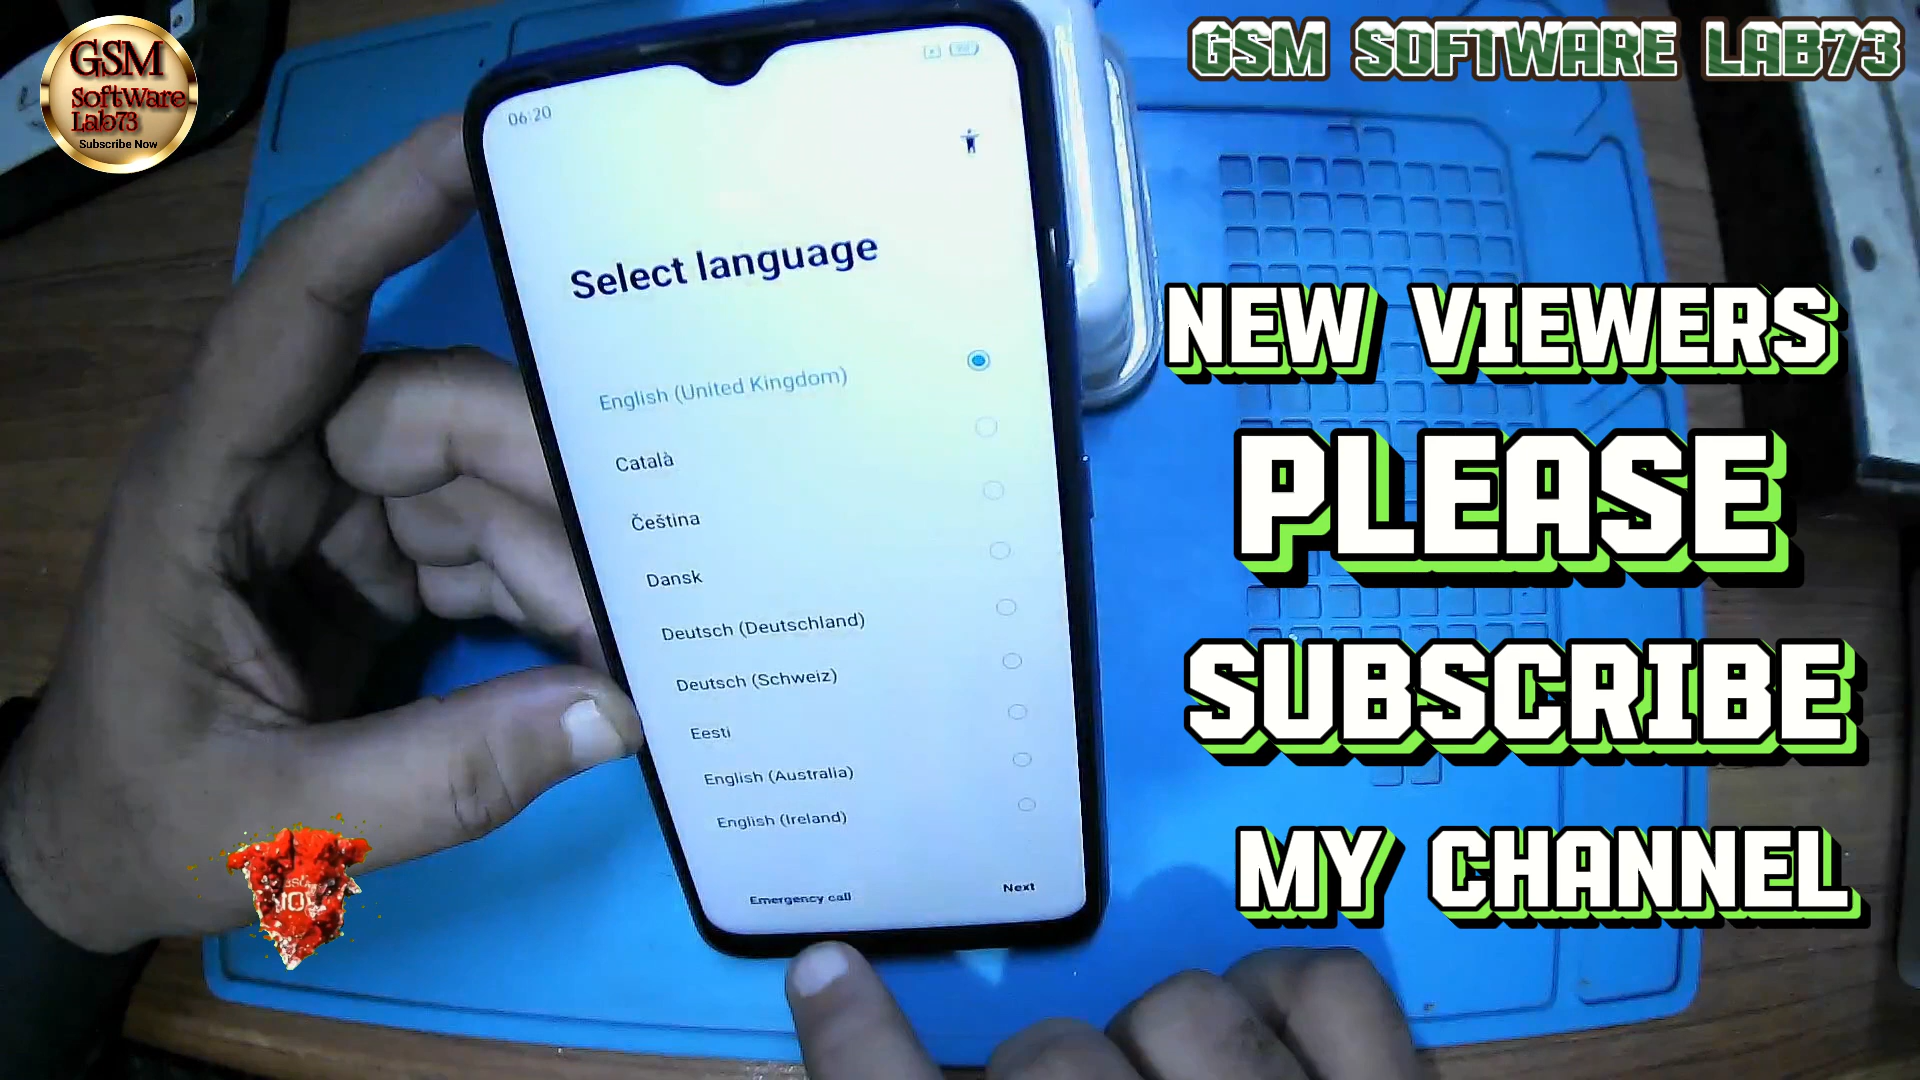 GSM
SoftWare
Lab73
Subscribe Now
GSM SOFTWARE LAB73
06:20
Select language
English (United Kingdom)
Català
Čeština
Dansk
Deutsch (Deutschland)
Deutsch (Schweiz)
Eesti
English (Australia)
English (Ireland)
Emergency call
Next
NEW VIEWERS
PLEASE
SUBSCRIBE
MY CHANNEL